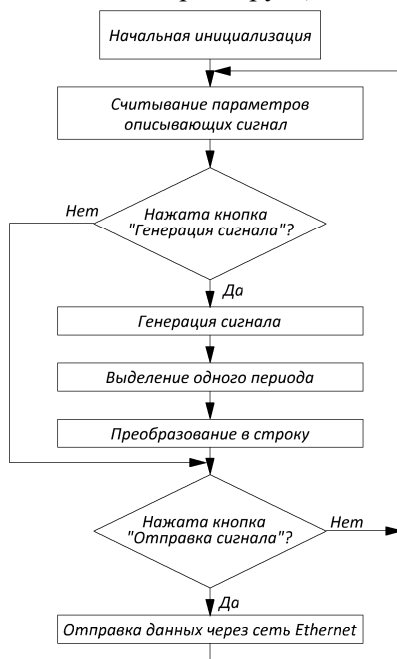 Начальная инициализация
Считывание параметров
описывающих сигнал
Нажата кнопка
"Генерация сигнала"?
Нет
Да
Генерация сигнала
Выделение одного периода
Преобразование в строку
Нажата кнопка
"Отправка сигнала"?
Нет
Да
Отправка данных через сеть Ethernet